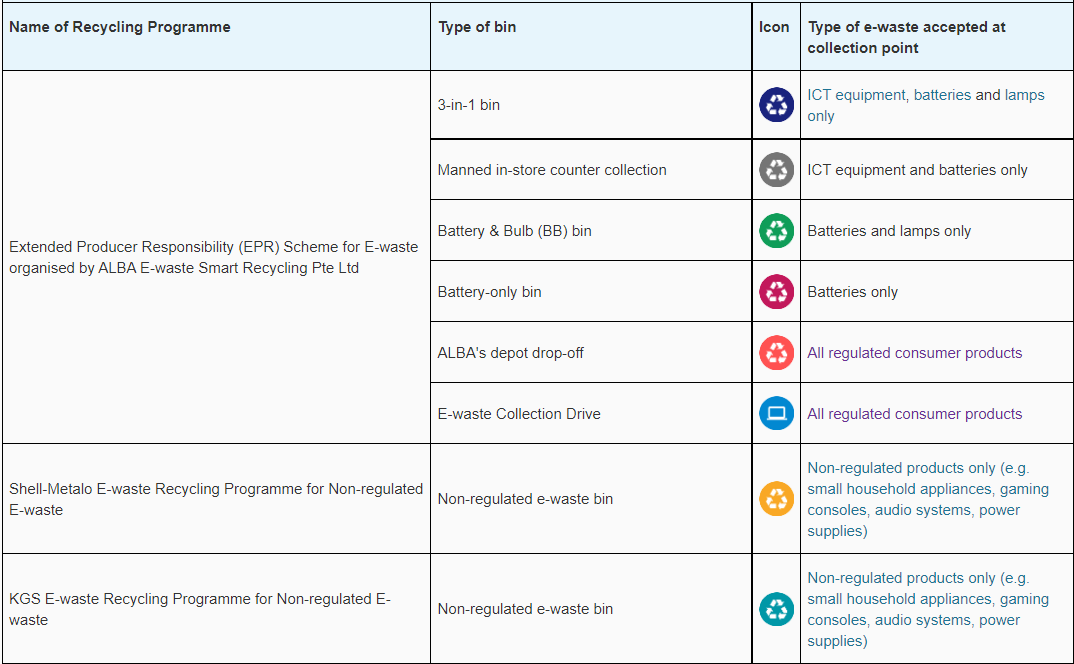 Name of Recycling Programme
Type of bin
Icon
Type of e-waste accepted at
collection point
Extended Producer Responsibility (EPR) Scheme for E-waste
organised by ALBA E-waste Smart Recycling Pte Ltd
3-in-1 bin
ICT equipment, batteries and lamps
only
Manned in-store counter collection
ICT equipment and batteries only
Battery & Bulb (BB) bin
Batteries and lamps only
Battery-only bin
Batteries only
ALBA's depot drop-off
All regulated consumer products
E-waste Collection Drive
All regulated consumer products
Shell-Metalo E-waste Recycling Programme for Non-regulated
E-waste
Non-regulated e-waste bin
Non-regulated products only (e.g.
small household appliances, gaming
consoles, audio systems, power
supplies)
KGS E-waste Recycling Programme for Non-regulated E-
waste
Non-regulated e-waste bin
Non-regulated products only (e.g.
small household appliances, gaming
consoles, audio systems, power
supplies)